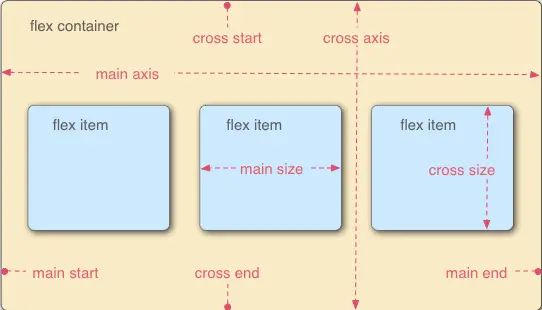 flex container
cross start
cross axis
main axis
flex item
flex item
flex item
main size
cross size
main start
cross end
main end